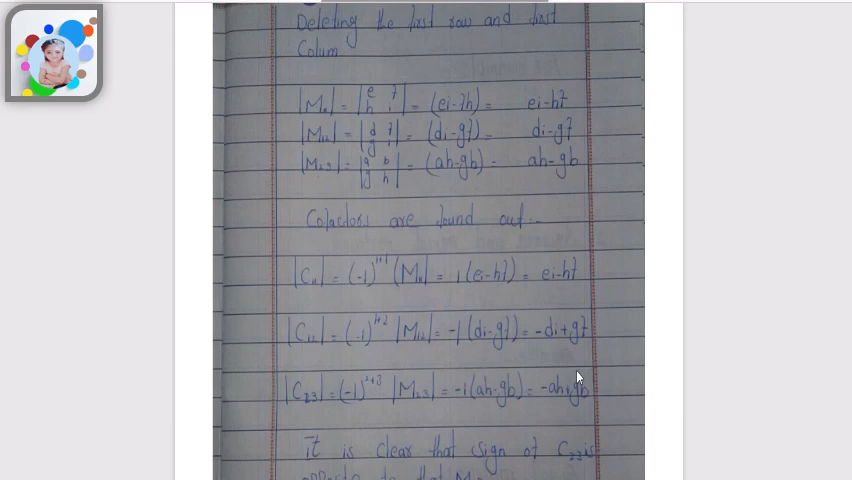 Deleting the first row and first
Colum
|M₁₁| = |e f h i| = (ei-fh) = ei-hf
|M₁₂| = |d f g i| = (di-gf) = di-gf
|M₂₃| = |a b g h| = (ah-gb) = ah-gb
Cofactors are found out:-
|C₁₁| = (-1)¹⁺¹ (M₁₁| = 1(ei-hf) = ei-hf
|C₁₂| = (-1)¹⁺² |M₁₂| = -1(di-gf) = -di+gf
|C₂₃| = (-1)²⁺³ |M₂₃| = -1(ah-gb) = -ah+gb
It is clear that sign of C₂₃ is
to that